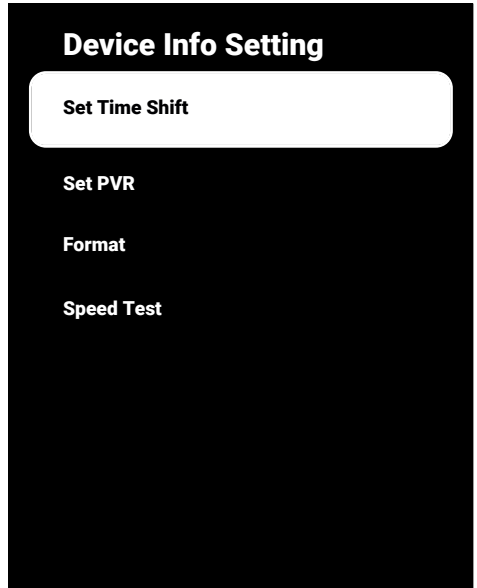 Device Info Setting
Set Time Shift
Set PVR
Format
Speed Test